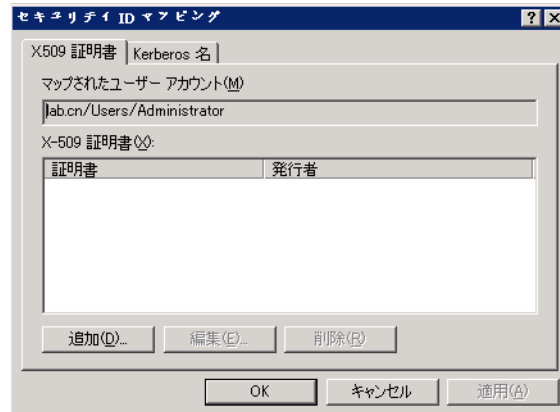 セキュリティ ID マッピング
X.509 証明書 Kerberos 名
マップされたユーザー アカウント(M)
lab.cn/Users/Administrator
X-509 証明書(X):
証明書 発行者
追加(D)... 編集(E)... 削除(R)
OK キャンセル 適用(A)